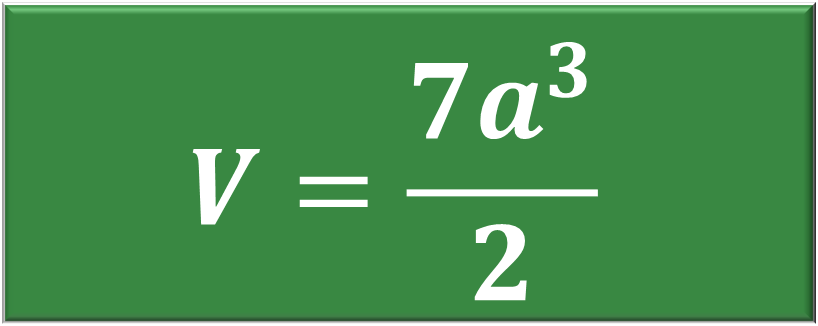 V = 7a³/2